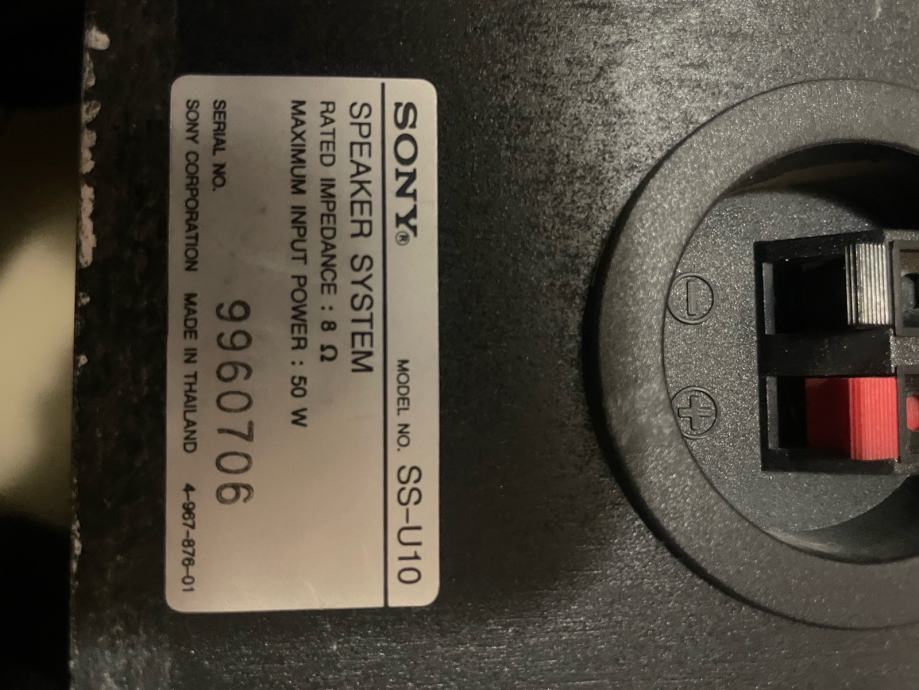 SONY® MODEL NO. SS-U10
SPEAKER SYSTEM
RATED IMPEDANCE : 8 Ω
MAXIMUM INPUT POWER : 50 W
SERIAL NO. 9960706
SONY CORPORATION MADE IN THAILAND 4-967-876-01
− +